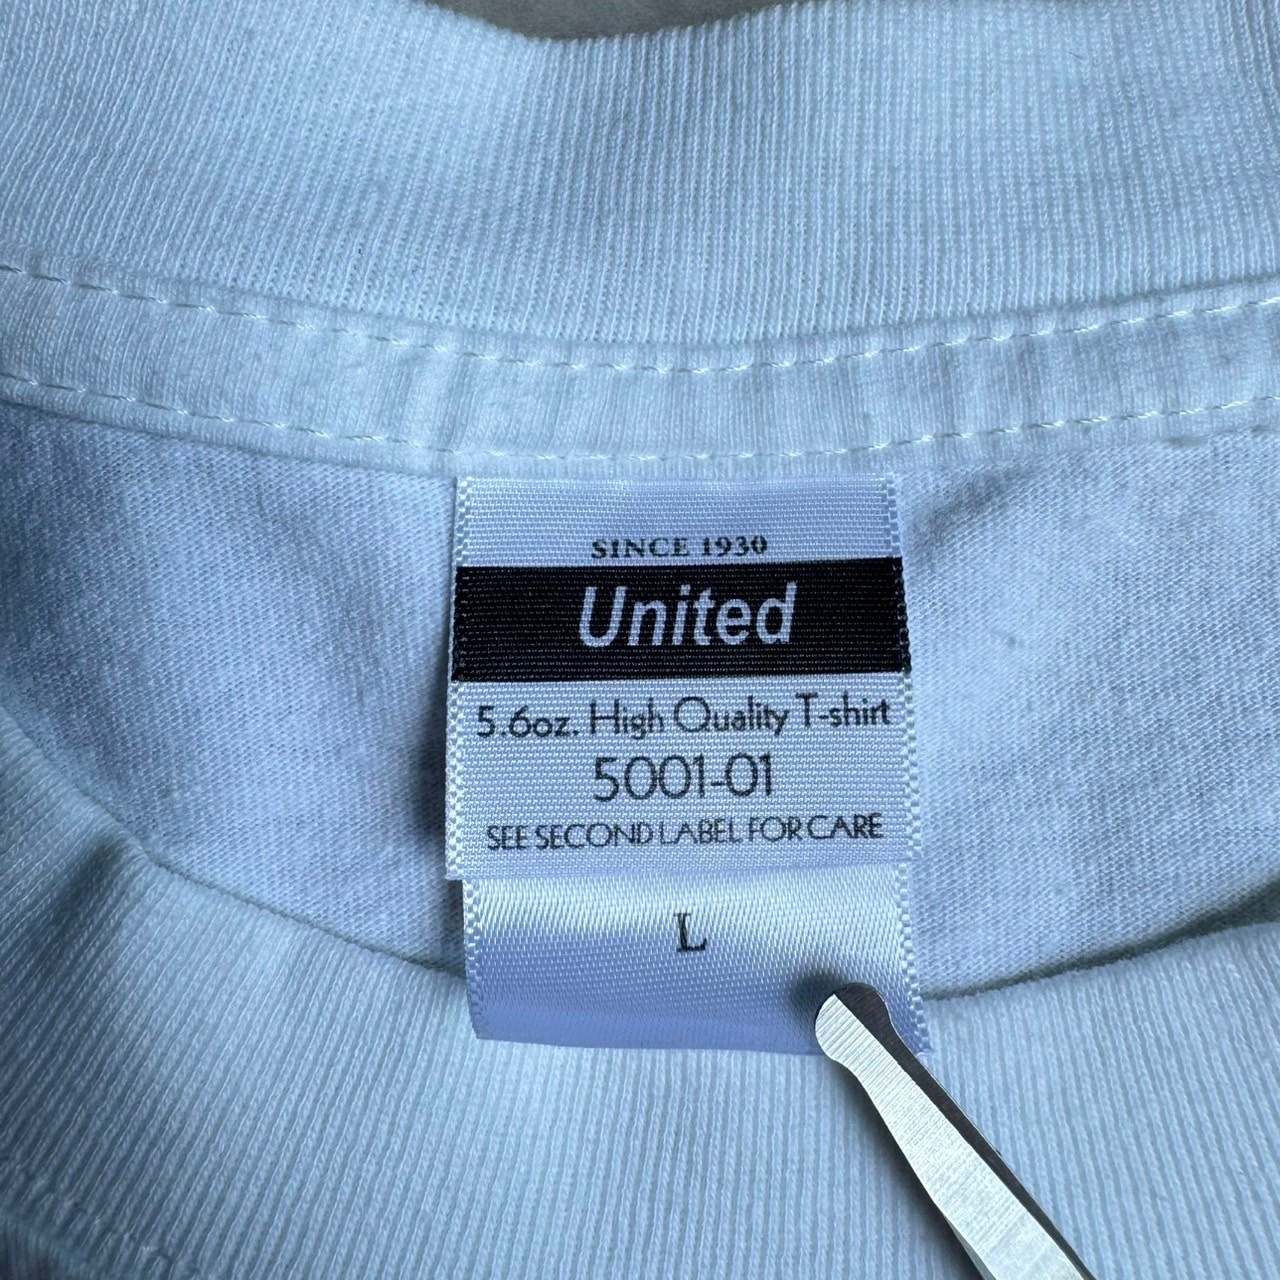 SINCE 1930
United
5.6oz. High Quality T-shirt
5001-01
SEE SECOND LABEL FOR CARE
L